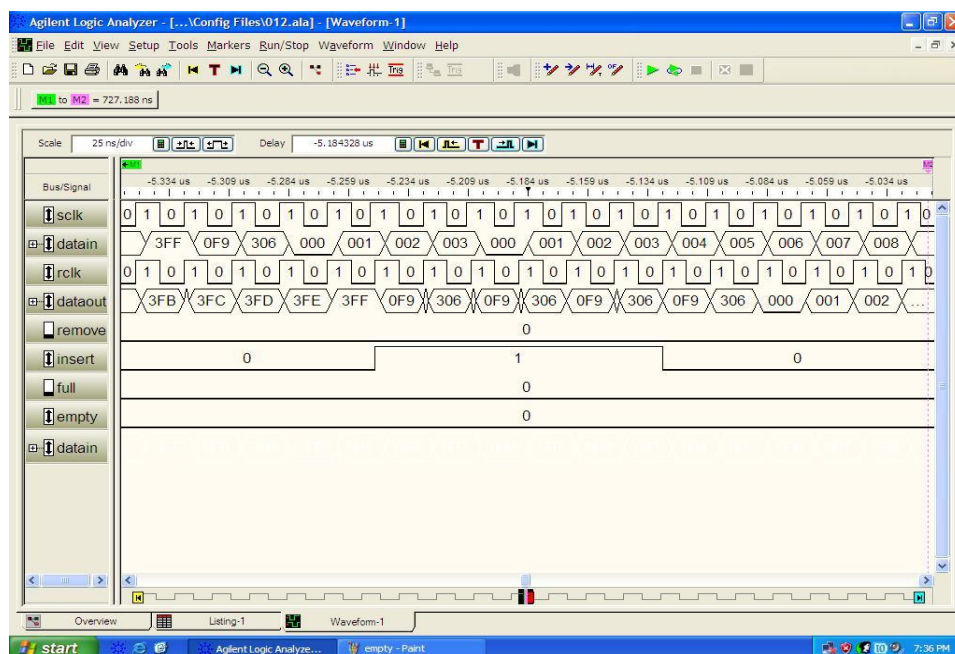 Agilent Logic Analyzer - [...\Config Files\012.ala] - [Waveform-1]
File Edit View Setup Tools Markers Run/Stop Waveform Window Help
M1 to M2 = 727.188 ns
Scale 25 ns/div Delay -5.184328 us
M1 M2
Bus/Signal -5.334 us -5.309 us -5.284 us -5.259 us -5.234 us -5.209 us -5.184 us -5.159 us -5.134 us -5.109 us -5.084 us -5.059 us -5.034 us
sclk 0 1 0 1 0 1 0 1 0 1 0 1 0 1 0 1 0 1 0 1 0 1 0 1 0 1 0 1 0 1 0 1 0 1 0
datain 3FF 0F9 306 000 001 002 003 000 001 002 003 004 005 006 007 008
rclk 0 1 0 1 0 1 0 1 0 1 0 1 0 1 0 1 0 1 0 1 0 1 0 1 0 1 0 1 0 1 0 1 0 1 0
dataout 3FB 3FC 3FD 3FE 3FF 0F9 306 0F9 306 0F9 306 0F9 306 000 001 002 ...
remove 0
insert 0 1 0
full 0
empty 0
datain
Overview Listing-1 Waveform-1
start Agilent Logic Analyze... empty - Paint 7:36 PM